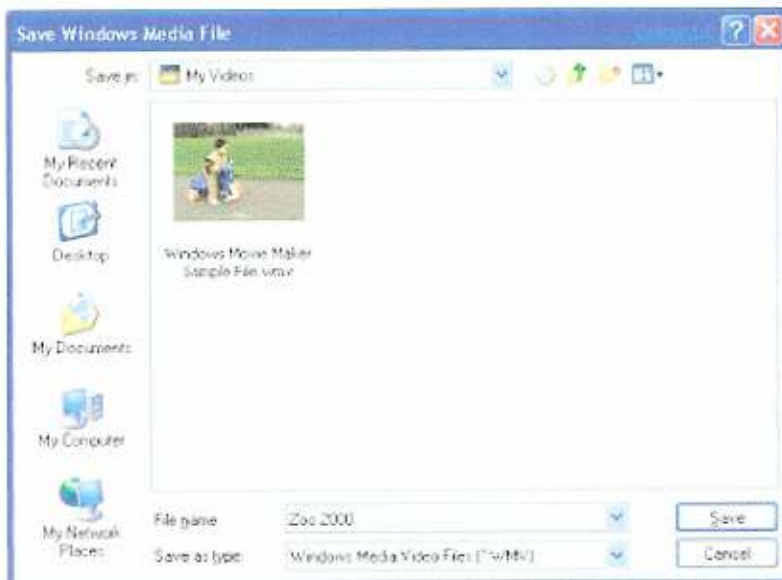 Save Windows Media File
Save in:
My Videos
My Recent
Documents
Desktop
My Documents
My Computer
My Network
Places
Windows Movie Maker
Sample File.wmv
File name:
Zoo 2000
Save
Save as type:
Windows Media Video Files (*.WMV)
Cancel